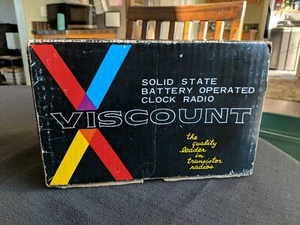 SOLID STATE
BATTERY OPERATED
CLOCK RADIO
VISCOUNT
the
quality
leader
in
transistor
radios